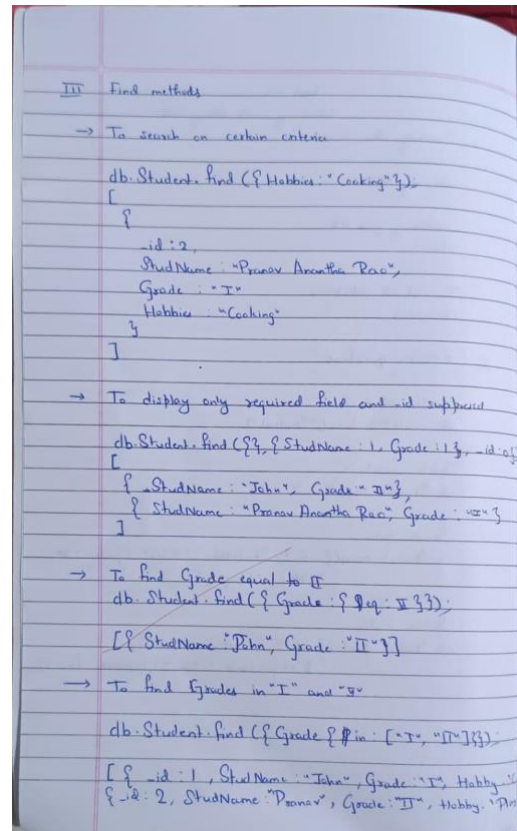 III Find methods
→ To search on certain criteria
db.Student.find({Hobbies:"Cooking"});
[
{
_id:2,
StudName: "Pranav Anantha Rao",
Grade: "I"
Hobbies "Cooking"
}
]
→ To display only required field and _id
db.Student.find({},{StudName:1, Grade:1}, _id:0}
[
{ StudName: "John", Grade "II"},
{ StudName: "Pranav Anantha Rao", Grade:
]
→ To find Grade equal to II
db.Student.find({Grade:{$eq:II}});
[{StudName: "John", Grade: "II"}]
→ To find Grades in "I" and
db.Student.find({Grade{$in:["I", "II"]}});
[{_id:1, StudName: "John", Grade: "I", Hobby:
{_id:2, StudName: "Pranav", Grade: "II", Hobby: